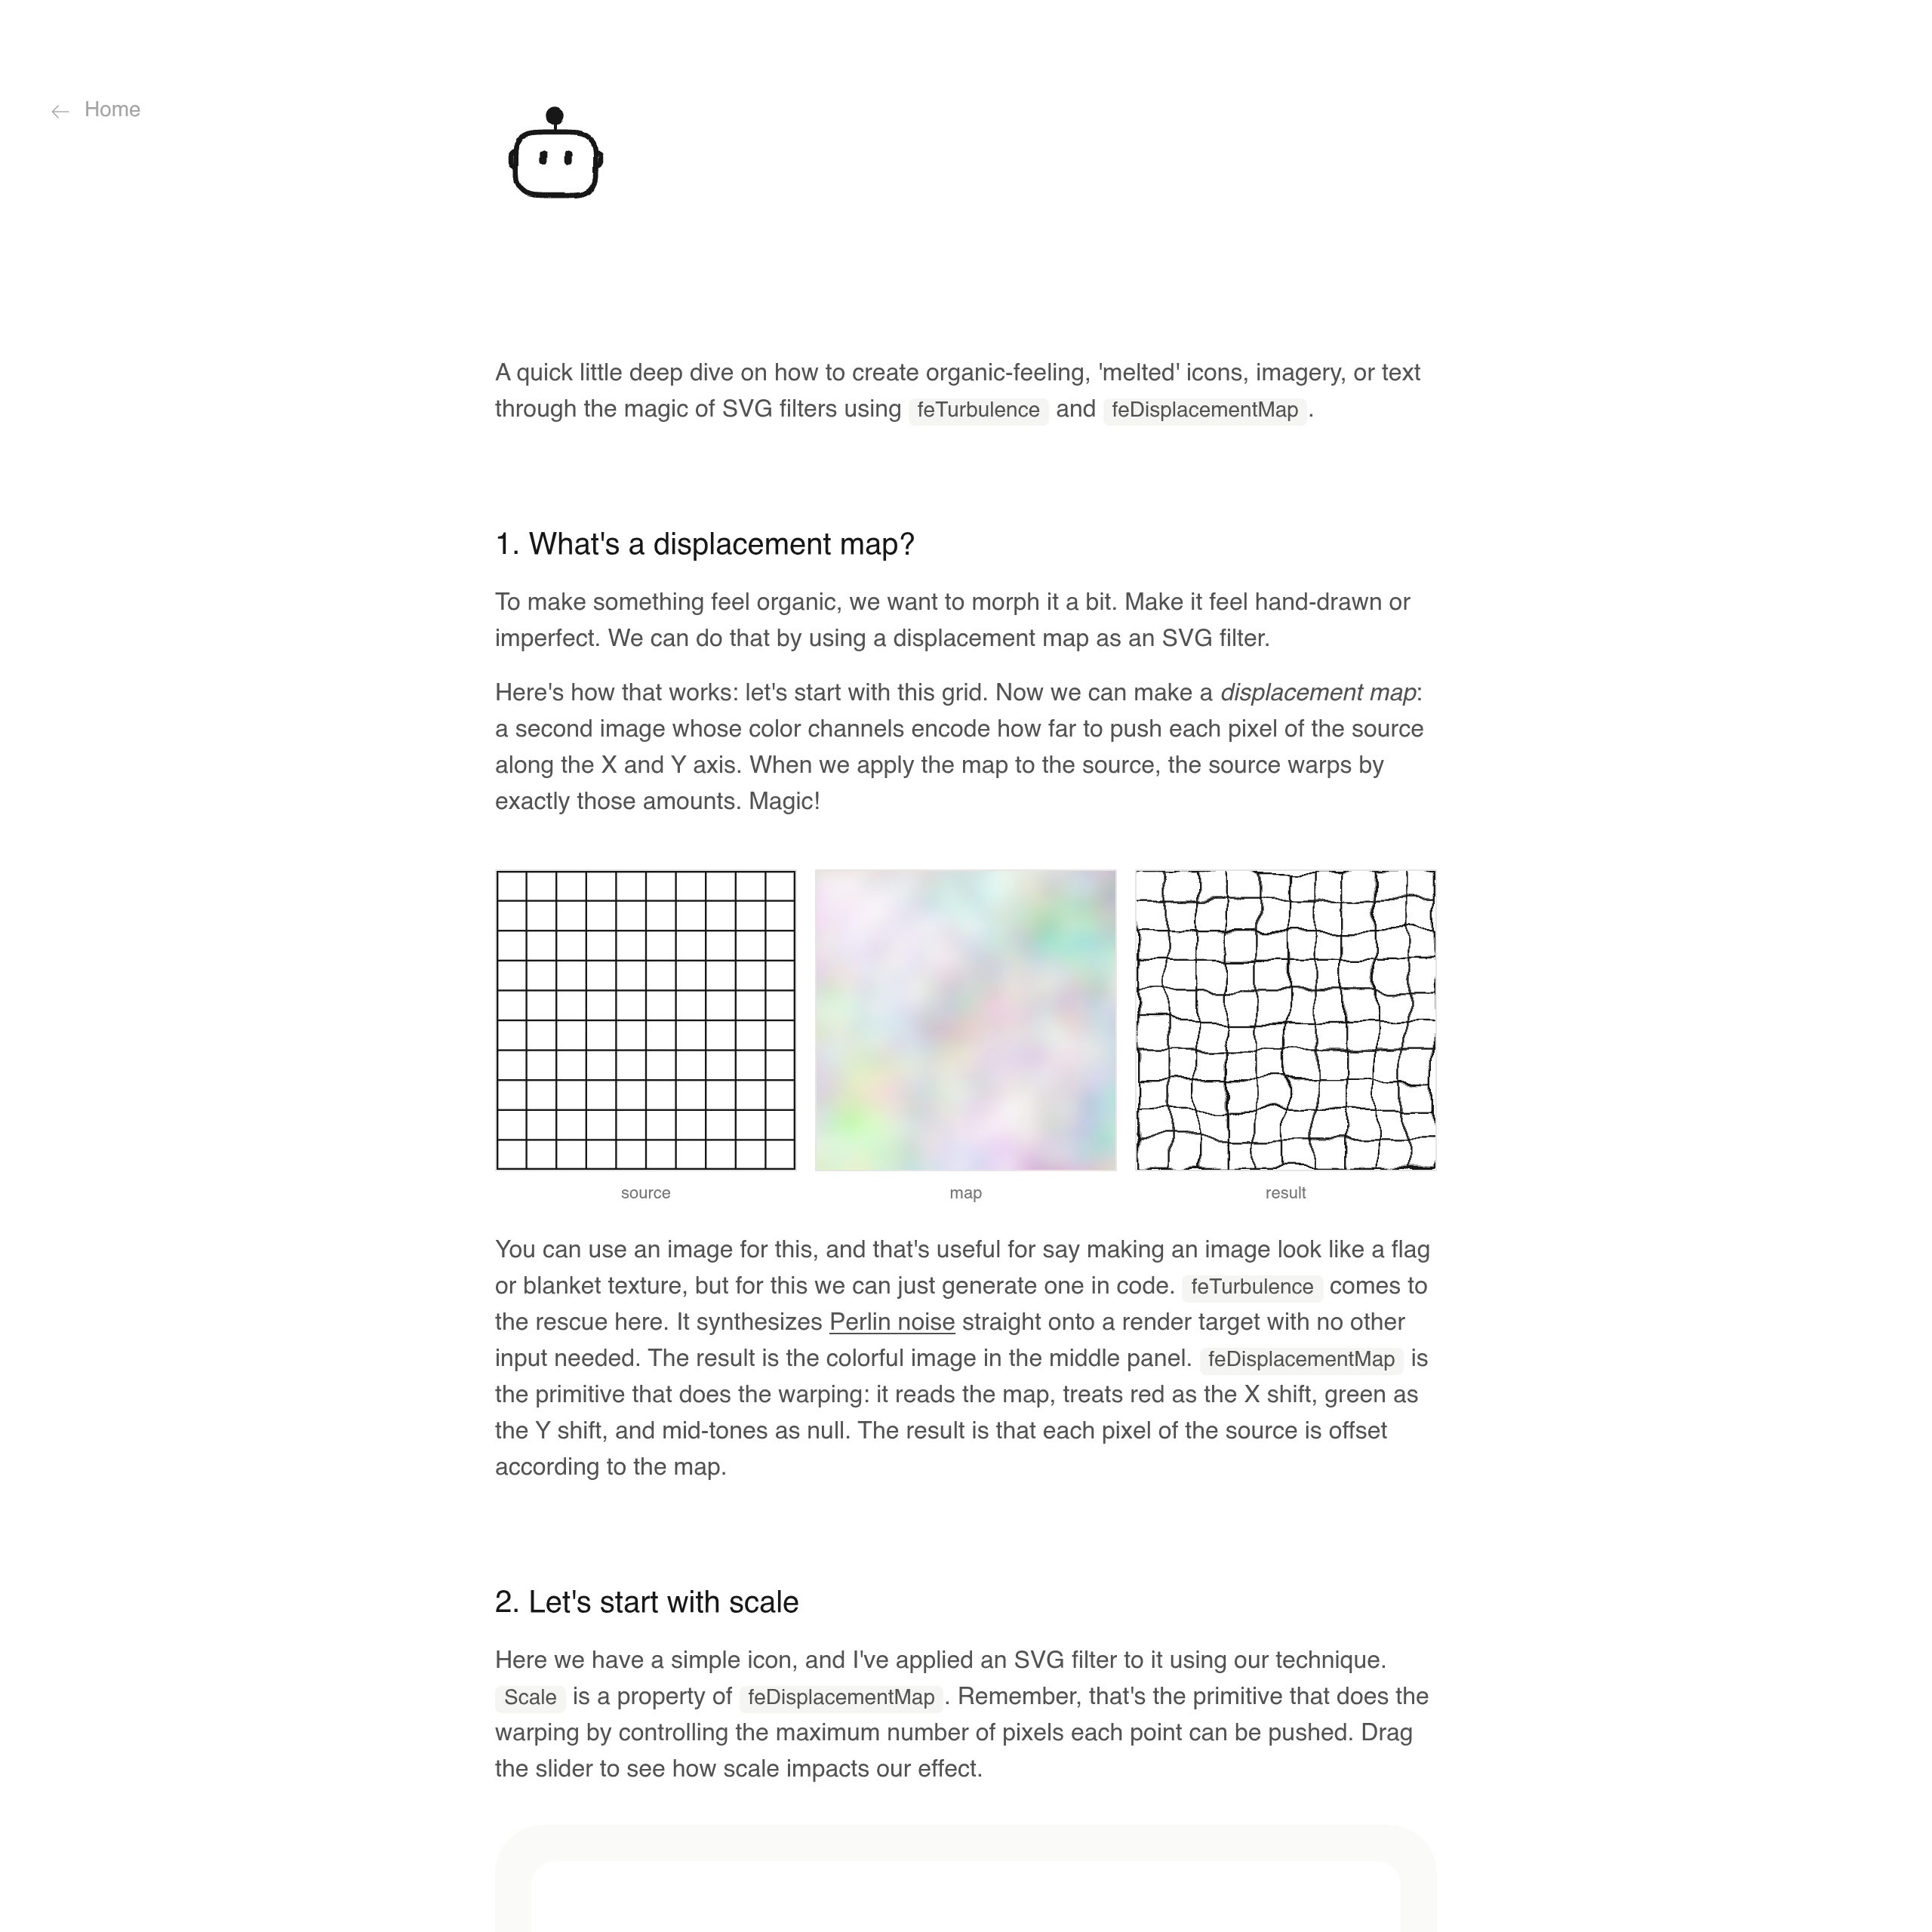 Home
A quick little deep dive on how to create organic-feeling, 'melted' icons, imagery, or text
through the magic of SVG filters using feTurbulence and feDisplacementMap.
1. What's a displacement map?
To make something feel organic, we want to morph it a bit. Make it feel hand-drawn or
imperfect. We can do that by using a displacement map as an SVG filter.
Here's how that works: let's start with this grid. Now we can make a displacement map:
a second image whose color channels encode how far to push each pixel of the source
along the X and Y axis. When we apply the map to the source, the source warps by
exactly those amounts. Magic!
source map result
You can use an image for this, and that's useful for say making an image look like a flag
or blanket texture, but for this we can just generate one in code. feTurbulence comes to
the rescue here. It synthesizes Perlin noise straight onto a render target with no other
input needed. The result is the colorful image in the middle panel. feDisplacementMap is
the primitive that does the warping: it reads the map, treats red as the X shift, green as
the Y shift, and mid-tones as null. The result is that each pixel of the source is offset
according to the map.
2. Let's start with scale
Here we have a simple icon, and I've applied an SVG filter to it using our technique.
Scale is a property of feDisplacementMap. Remember, that's the primitive that does the
warping by controlling the maximum number of pixels each point can be pushed. Drag
the slider to see how scale impacts our effect.